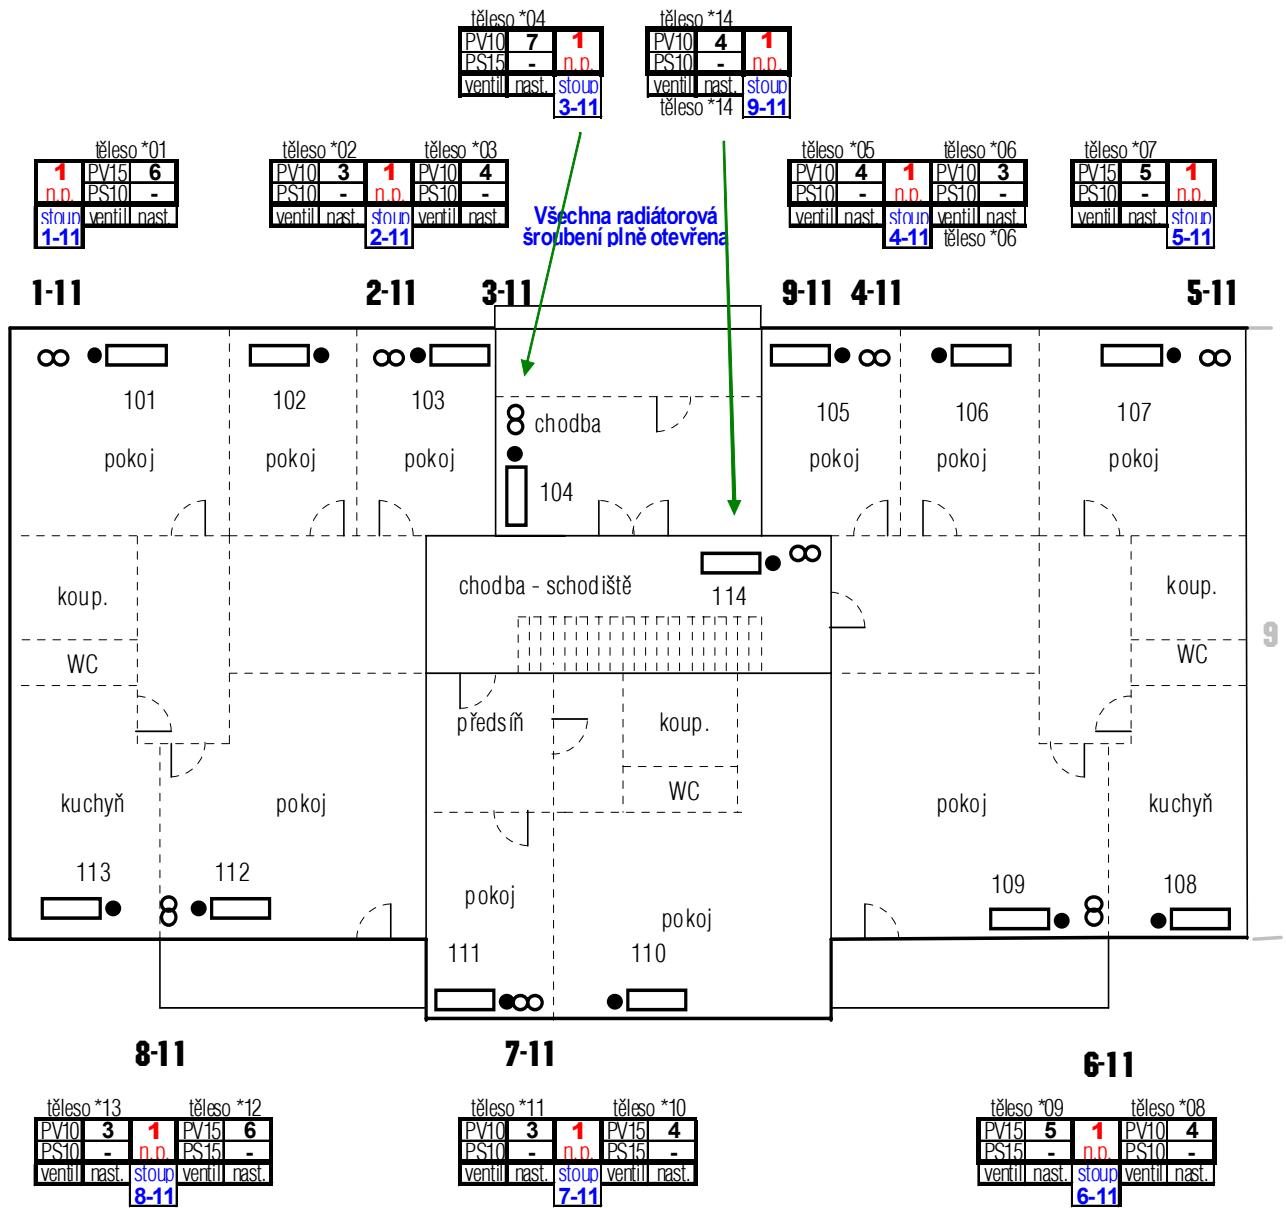 těleso *04
PV10 7 1
PS15 - n.p.
ventil nast. stoup
3-11
těleso *14
PV10 4 1
PS10 - n.p.
ventil nast. stoup
těleso *14 9-11
těleso *01
1 PV15 6
n.p. PS10 -
stoup ventil nast.
1-11
těleso *02 těleso *03
PV10 3 1 PV10 4
PS10 - n.p. PS10 -
ventil nast. stoup ventil nast.
2-11
Všechna radiátorová
šroubení plně otevřena
těleso *05 těleso *06
PV10 4 1 PV10 3
PS10 - n.p. PS10 -
ventil nast. stoup ventil nast.
4-11 těleso *06
těleso *07
PV15 5 1
PS10 - n.p.
ventil nast. stoup
5-11
1-11 2-11 3-11 9-11 4-11 5-11
101 102 103 105 106 107
chodba
pokoj pokoj pokoj pokoj pokoj pokoj
104
chodba - schodiště
114
koup. koup.
WC WC
9
předsíň koup.
WC
kuchyň pokoj pokoj kuchyň
113 112 109 108
pokoj pokoj
111 110
8-11 7-11 6-11
těleso *13 těleso *12
PV10 3 1 PV15 6
PS10 - n.p. PS15 -
ventil nast. stoup ventil nast.
8-11
těleso *11 těleso *10
PV10 3 1 PV15 4
PS10 - n.p. PS15 -
ventil nast. stoup ventil nast.
7-11
těleso *09 těleso *08
PV15 5 1 PV10 4
PS15 - n.p. PS10 -
ventil nast. stoup ventil nast.
6-11